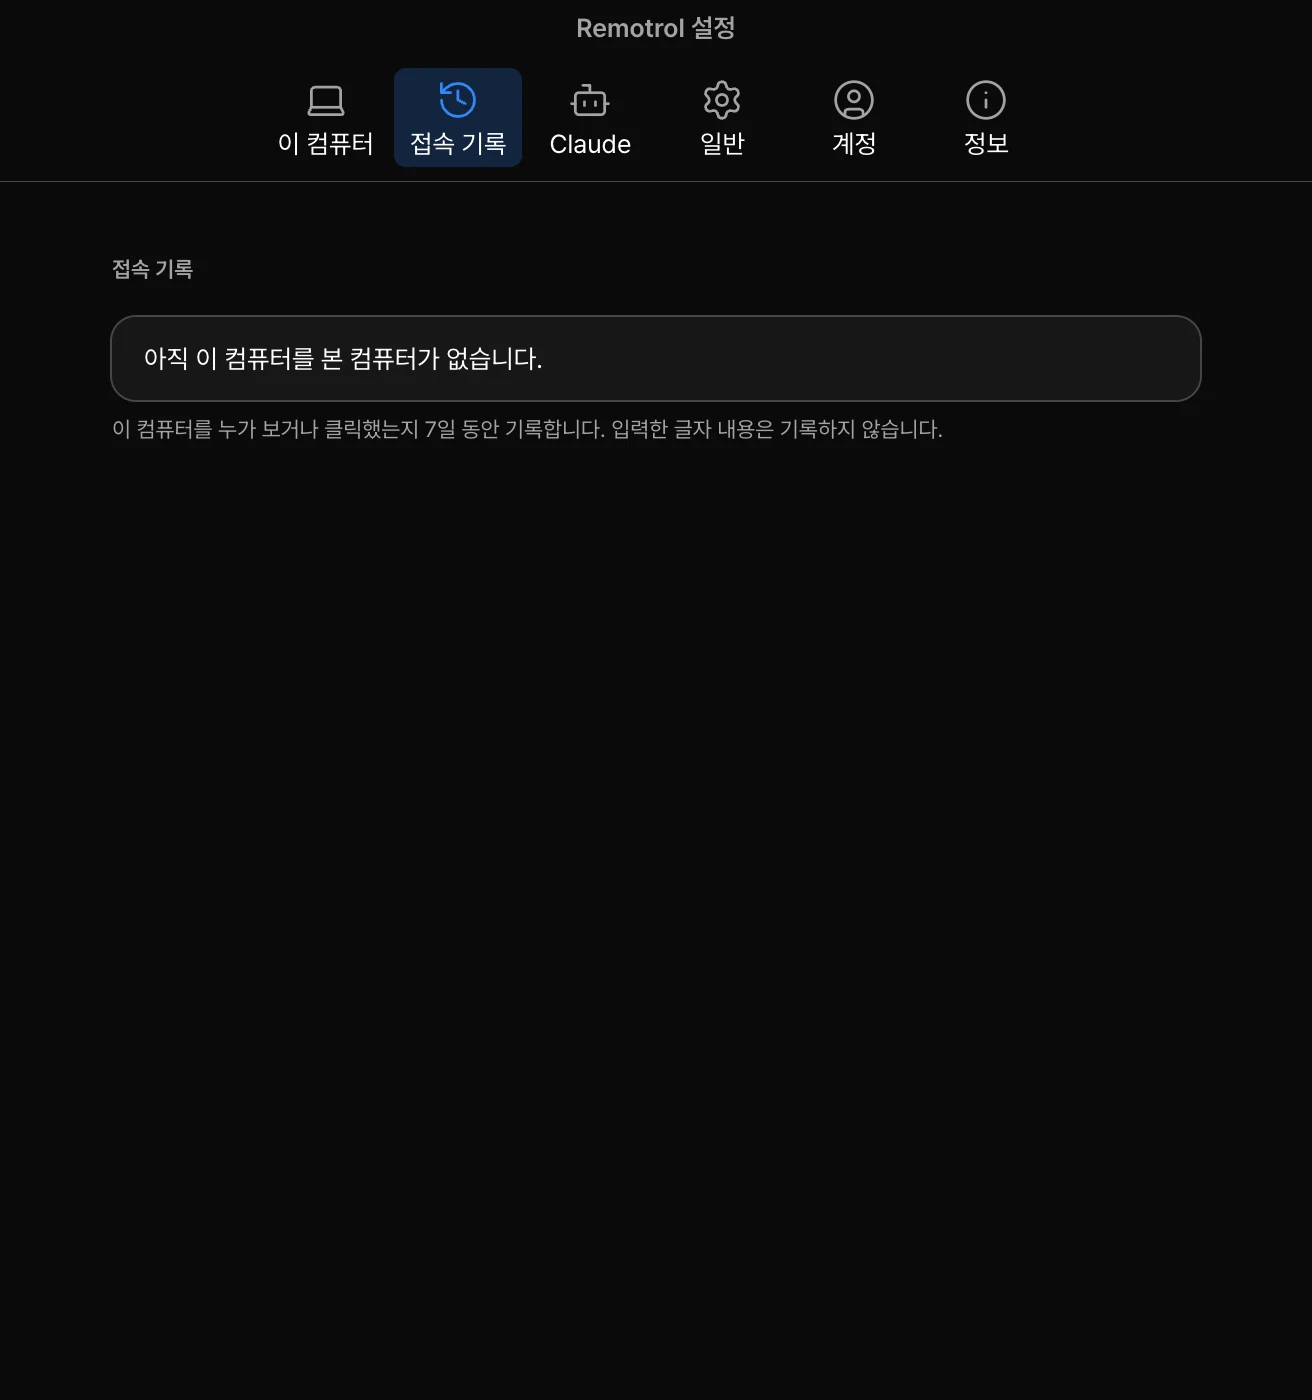 Remotrol 설정
이 컴퓨터
접속 기록
Claude
일반
계정
정보
접속 기록
아직 이 컴퓨터를 본 컴퓨터가 없습니다.
이 컴퓨터를 누가 보거나 클릭했는지 7일 동안 기록합니다. 입력한 글자 내용은 기록하지 않습니다.